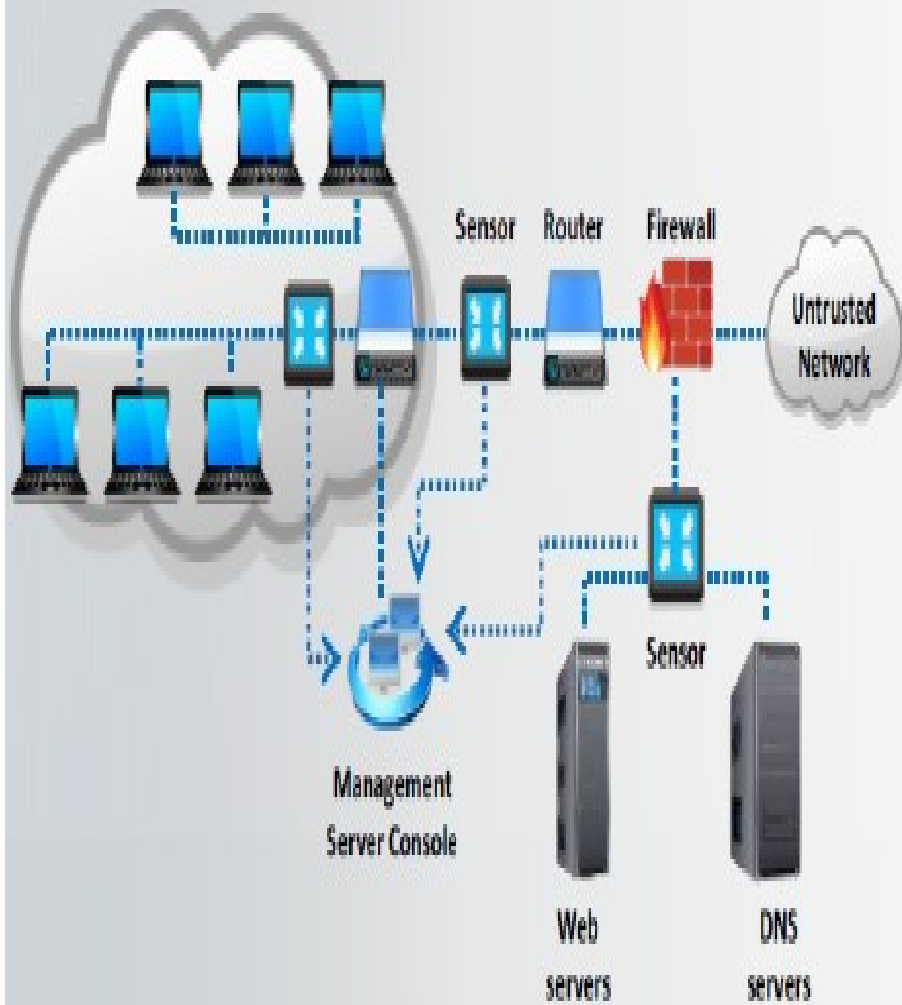 Sensor
Router
Firewall
Untrusted
Network
Sensor
Management
Server Console
Web
servers
DNS
servers